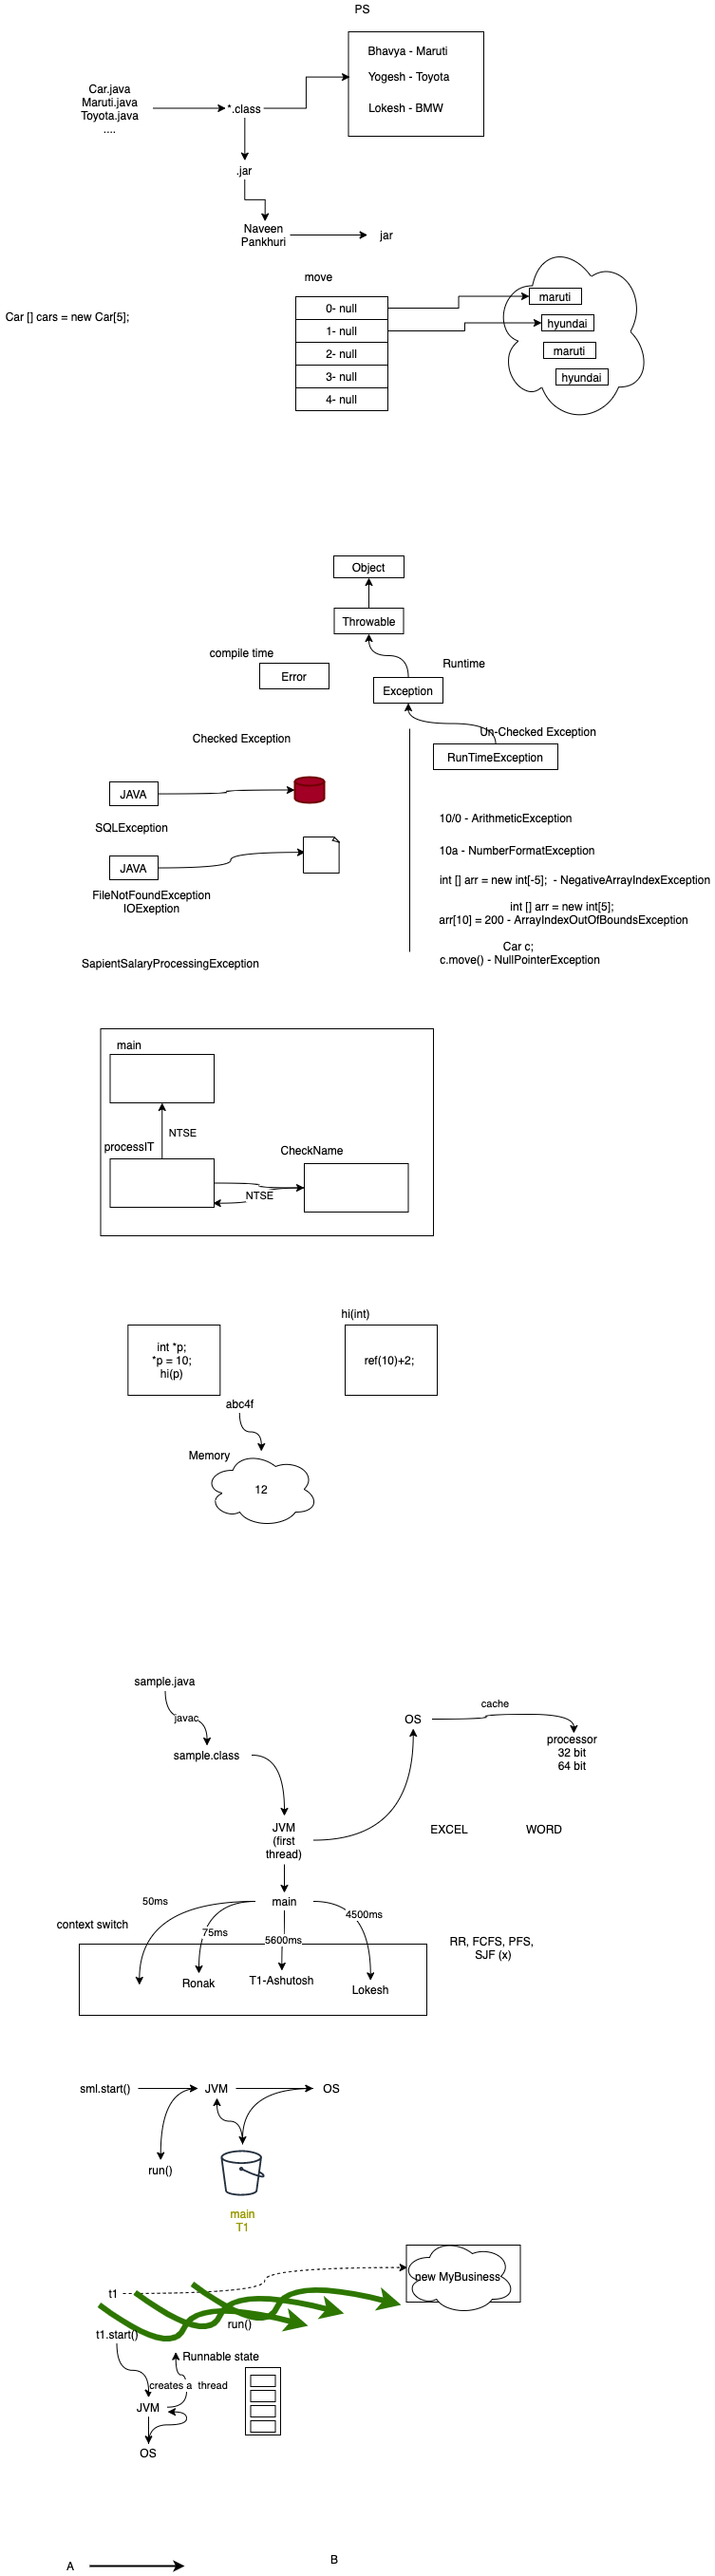 PS
Bhavya - Maruti
Yogesh - Toyota
Lokesh - BMW
Car.java
Maruti.java
Toyota.java
....
*.class
.jar
Naveen
Pankhuri
jar
move
Car [] cars = new Car[5];
0- null
1- null
2- null
3- null
4- null
maruti
hyundai
maruti
hyundai
Object
Throwable
compile time
Error
Runtime
Exception
Checked Exception
Un-Checked Exception
RunTimeException
JAVA
SQLException
JAVA
FileNotFoundException
IOExeption
SapientSalaryProcessingException
10/0 - ArithmeticException
10a - NumberFormatException
int [] arr = new int[-5];  - NegativeArrayIndexException
int [] arr = new int[5];
arr[10] = 200 - ArrayIndexOutOfBoundsException
Car c;
c.move() - NullPointerException
main
NTSE
processIT
CheckName
NTSE
hi(int)
int *p;
*p = 10;
hi(p)
ref(10)+2;
abc4f
Memory
12
sample.java
javac
sample.class
OS
cache
processor
32 bit
64 bit
JVM
(first
thread)
EXCEL
WORD
main
50ms
75ms
5600ms
4500ms
context switch
RR, FCFS, PFS,
SJF (x)
Ronak
T1-Ashutosh
Lokesh
sml.start()
JVM
OS
run()
main
T1
new MyBusiness
t1
run()
t1.start()
Runnable state
creates a  thread
JVM
OS
A
B